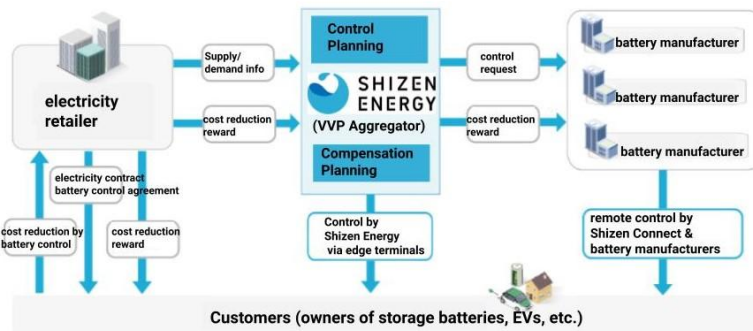 electricity
retailer
Supply/
demand info
cost reduction
reward
Control
Planning
SHIZEN
ENERGY
(VVP Aggregator)
Compensation
Planning
control
request
cost reduction
reward
battery manufacturer
battery manufacturer
battery manufacturer
electricity contract
battery control agreement
cost reduction by
battery control
cost reduction
reward
Control by
Shizen Energy
via edge terminals
remote control by
Shizen Connect &
battery manufacturers
Customers (owners of storage batteries, EVs, etc.)